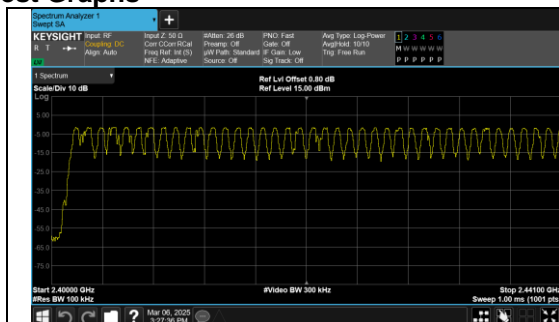 est Graphs
Spectrum Analyzer 1
Swept SA
+
KEYSIGHT Input: RF Input Z: 50 Ω #Atten: 26 dB PNO: Fast Avg Type: Log-Power 1 2 3 4 5 6
R T Coupling: DC Corr CCorr RCal Preamp: Off Gate: Off Avg|Hold: 10/10 M W W W W W
Align: Auto Freq Ref: Int (S) µW Path: Standard IF Gain: Low Trig: Free Run
NFE: Adaptive Source: Off Sig Track: Off P P P P P P
1 Spectrum
Ref Lvl Offset 0.80 dB
Scale/Div 10 dB Ref Level 15.00 dBm
Log
5.00
-5.00
-15.0
-25.0
-35.0
-45.0
-55.0
-65.0
-75.0
Start 2.40000 GHz #Video BW 300 kHz Stop 2.44100 GHz
#Res BW 100 kHz Sweep 1.00 ms (1001 pts)
? Mar 06, 2025
3:27:36 PM